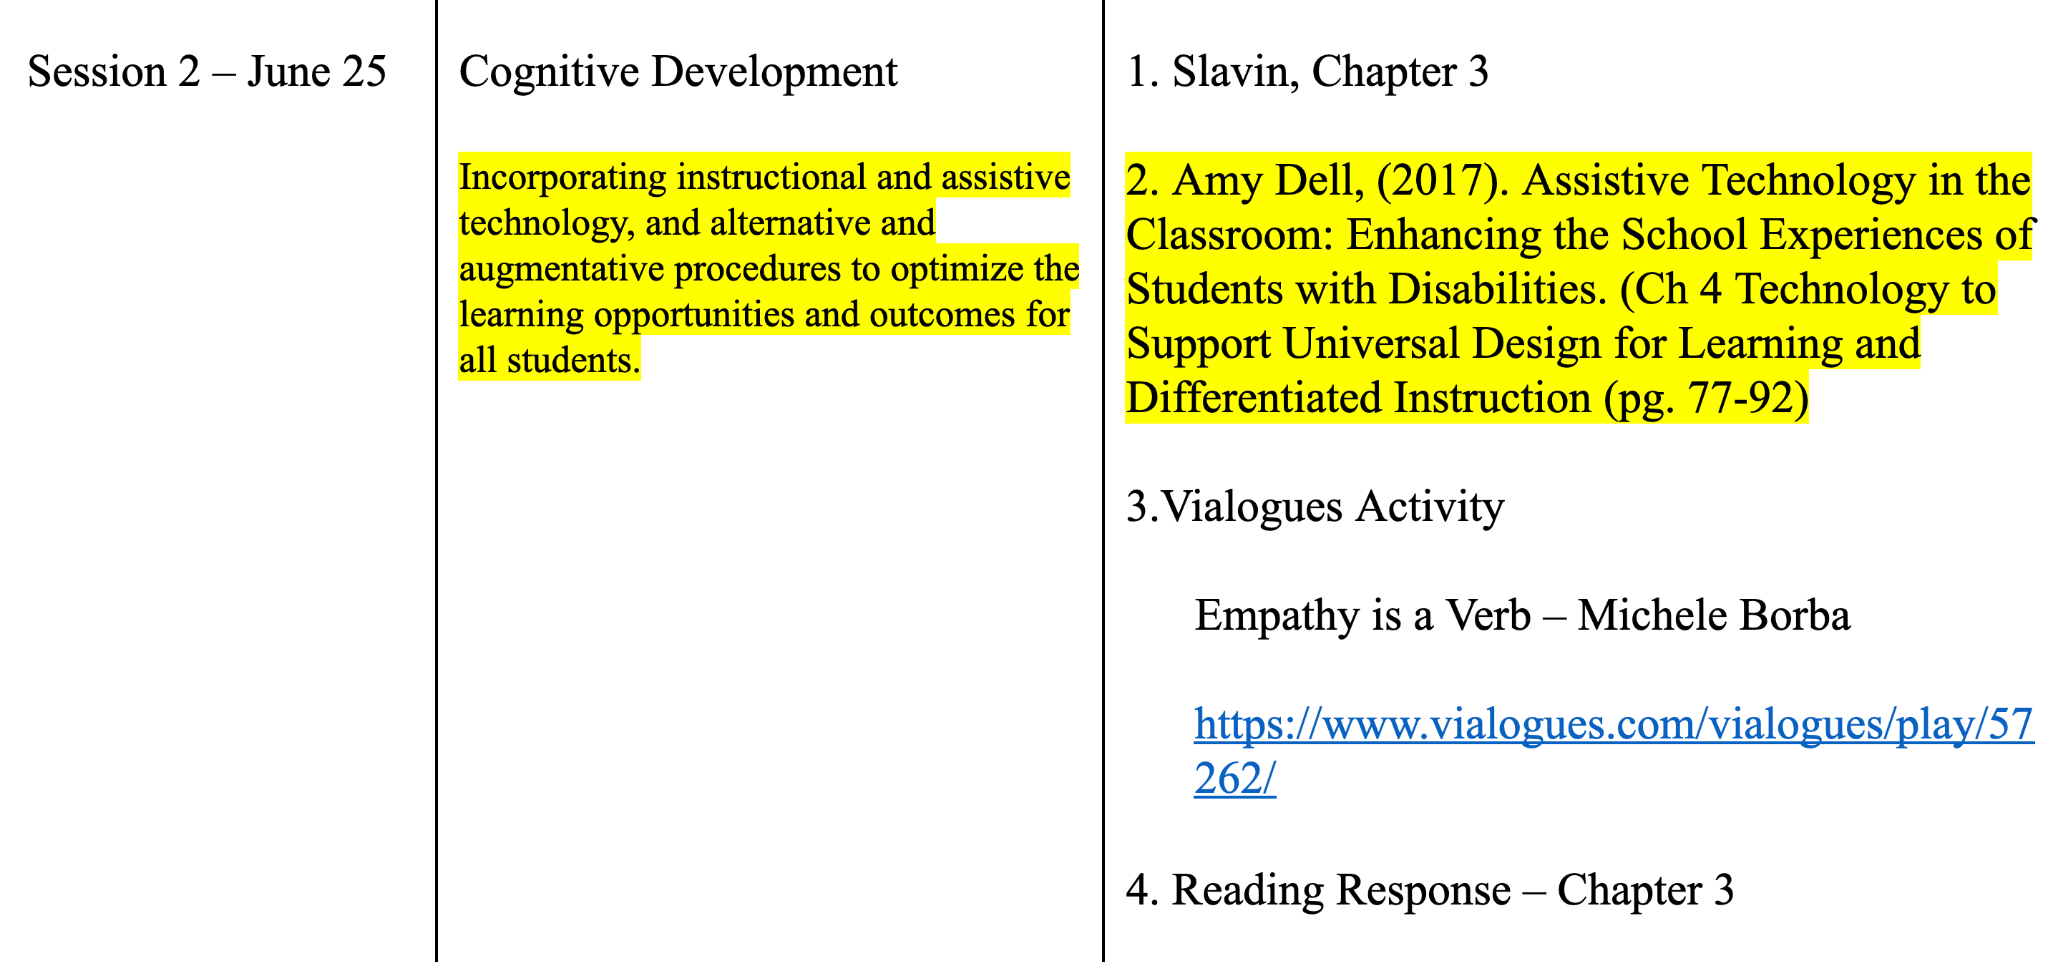 Session 2 – June 25
Cognitive Development
Incorporating instructional and assistive
technology, and alternative and
augmentative procedures to optimize the
learning opportunities and outcomes for
all students.
1. Slavin, Chapter 3
2. Amy Dell, (2017). Assistive Technology in the
Classroom: Enhancing the School Experiences of
Students with Disabilities. (Ch 4 Technology to
Support Universal Design for Learning and
Differentiated Instruction (pg. 77-92)
3.Vialogues Activity
Empathy is a Verb – Michele Borba
https://www.vialogues.com/vialogues/play/57
262/
4. Reading Response – Chapter 3